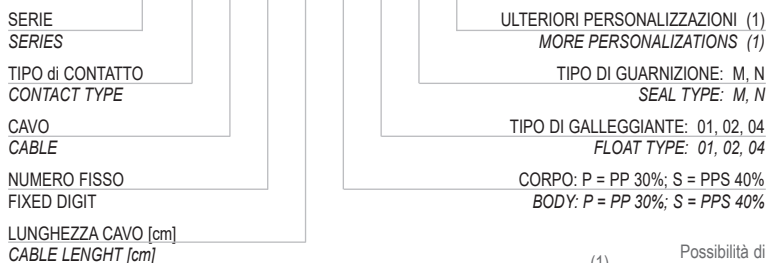 SERIE
SERIES
TIPO di CONTATTO
CONTACT TYPE
CAVO
CABLE
NUMERO FISSO
FIXED DIGIT
LUNGHEZZA CAVO [cm]
CABLE LENGHT [cm]
ULTERIORI PERSONALIZZAZIONI (1)
MORE PERSONALIZATIONS (1)
TIPO DI GUARNIZIONE: M, N
SEAL TYPE: M, N
TIPO DI GALLEGGIANTE: 01, 02, 04
FLOAT TYPE: 01, 02, 04
CORPO: P = PP 30%; S = PPS 40%
BODY: P = PP 30%; S = PPS 40%
(1) Possibilità di